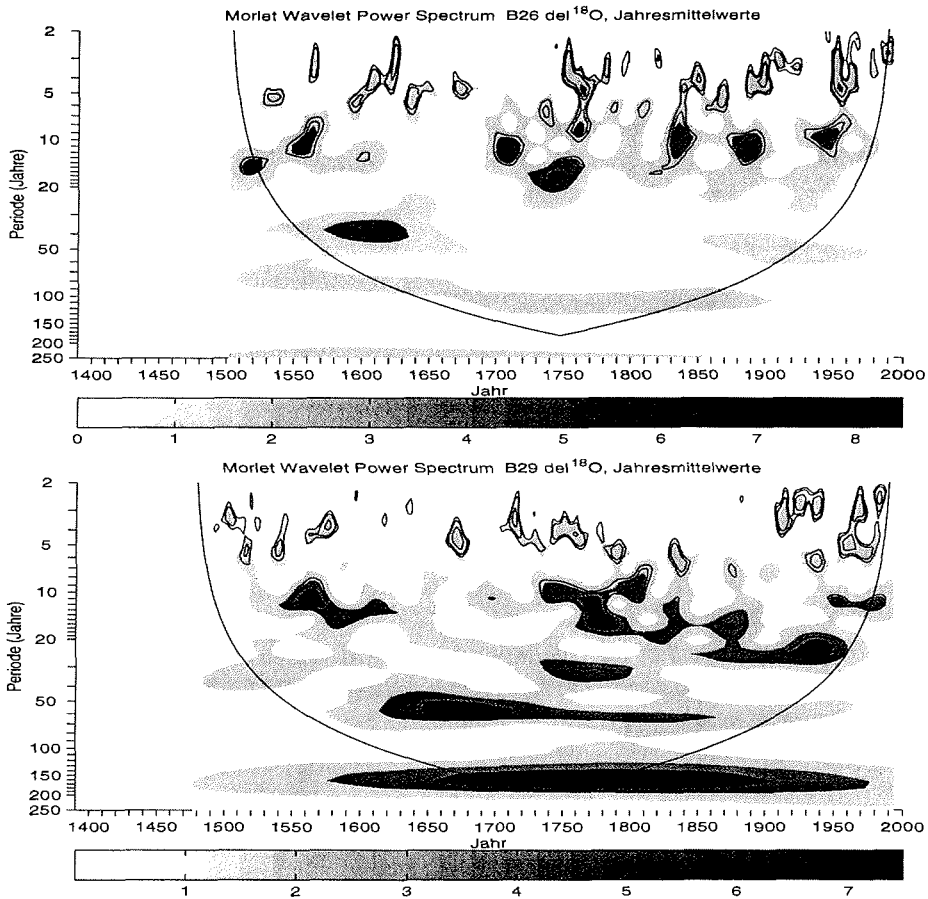 Morlet Wavelet Power Spectrum B26 del ¹⁸O, Jahresmittelwerte
Periode (Jahre)
2
5
10
20
50
100
150
200
250
1400 1450 1500 1550 1600 1650 1700 1750 1800 1850 1900 1950 2000
Jahr
0 1 2 3 4 5 6 7 8
Morlet Wavelet Power Spectrum B29 del ¹⁸O, Jahresmittelwerte
Periode (Jahre)
2
5
10
20
50
100
150
200
250
1400 1450 1500 1550 1600 1650 1700 1750 1800 1850 1900 1950 2000
Jahr
1 2 3 4 5 6 7